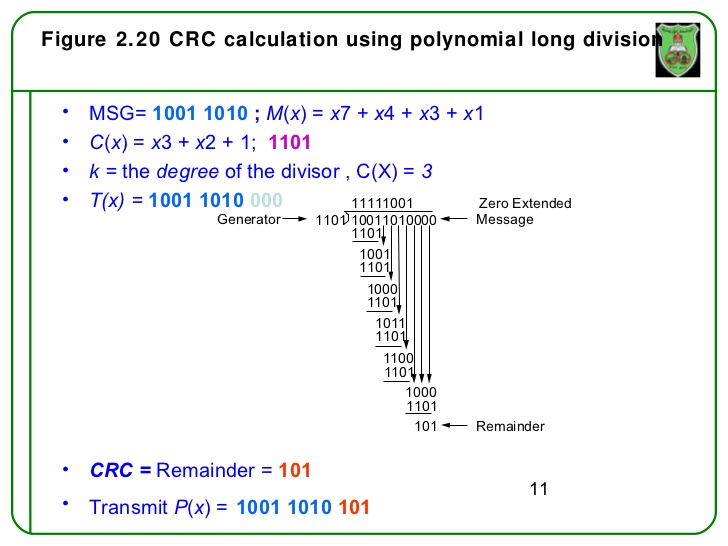 Figure 2.20 CRC calculation using polynomial long division
• MSG= 1001 1010 ; M(x) = x7 + x4 + x3 + x1
• C(x) = x3 + x2 + 1; 1101
• k = the degree of the divisor , C(X) = 3
• T(x) = 1001 1010 000
11111001 Zero Extended
Generator 1101 10011010000 Message
1101
1001
1101
1000
1101
1011
1101
1100
1101
1000
1101
101 Remainder
• CRC = Remainder = 101
11
• Transmit P(x) = 1001 1010 101